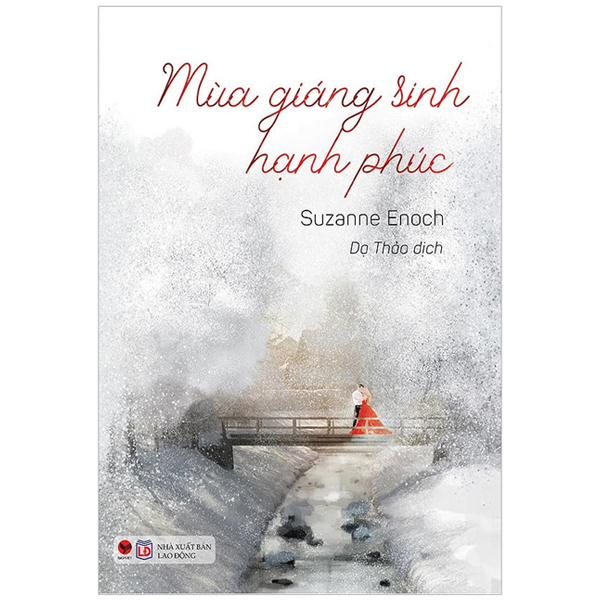 Mùa giáng sinh
hạnh phúc
Suzanne Enoch
Dạ Thảo dịch
NHÀ XUẤT BẢN
LAO ĐỘNG